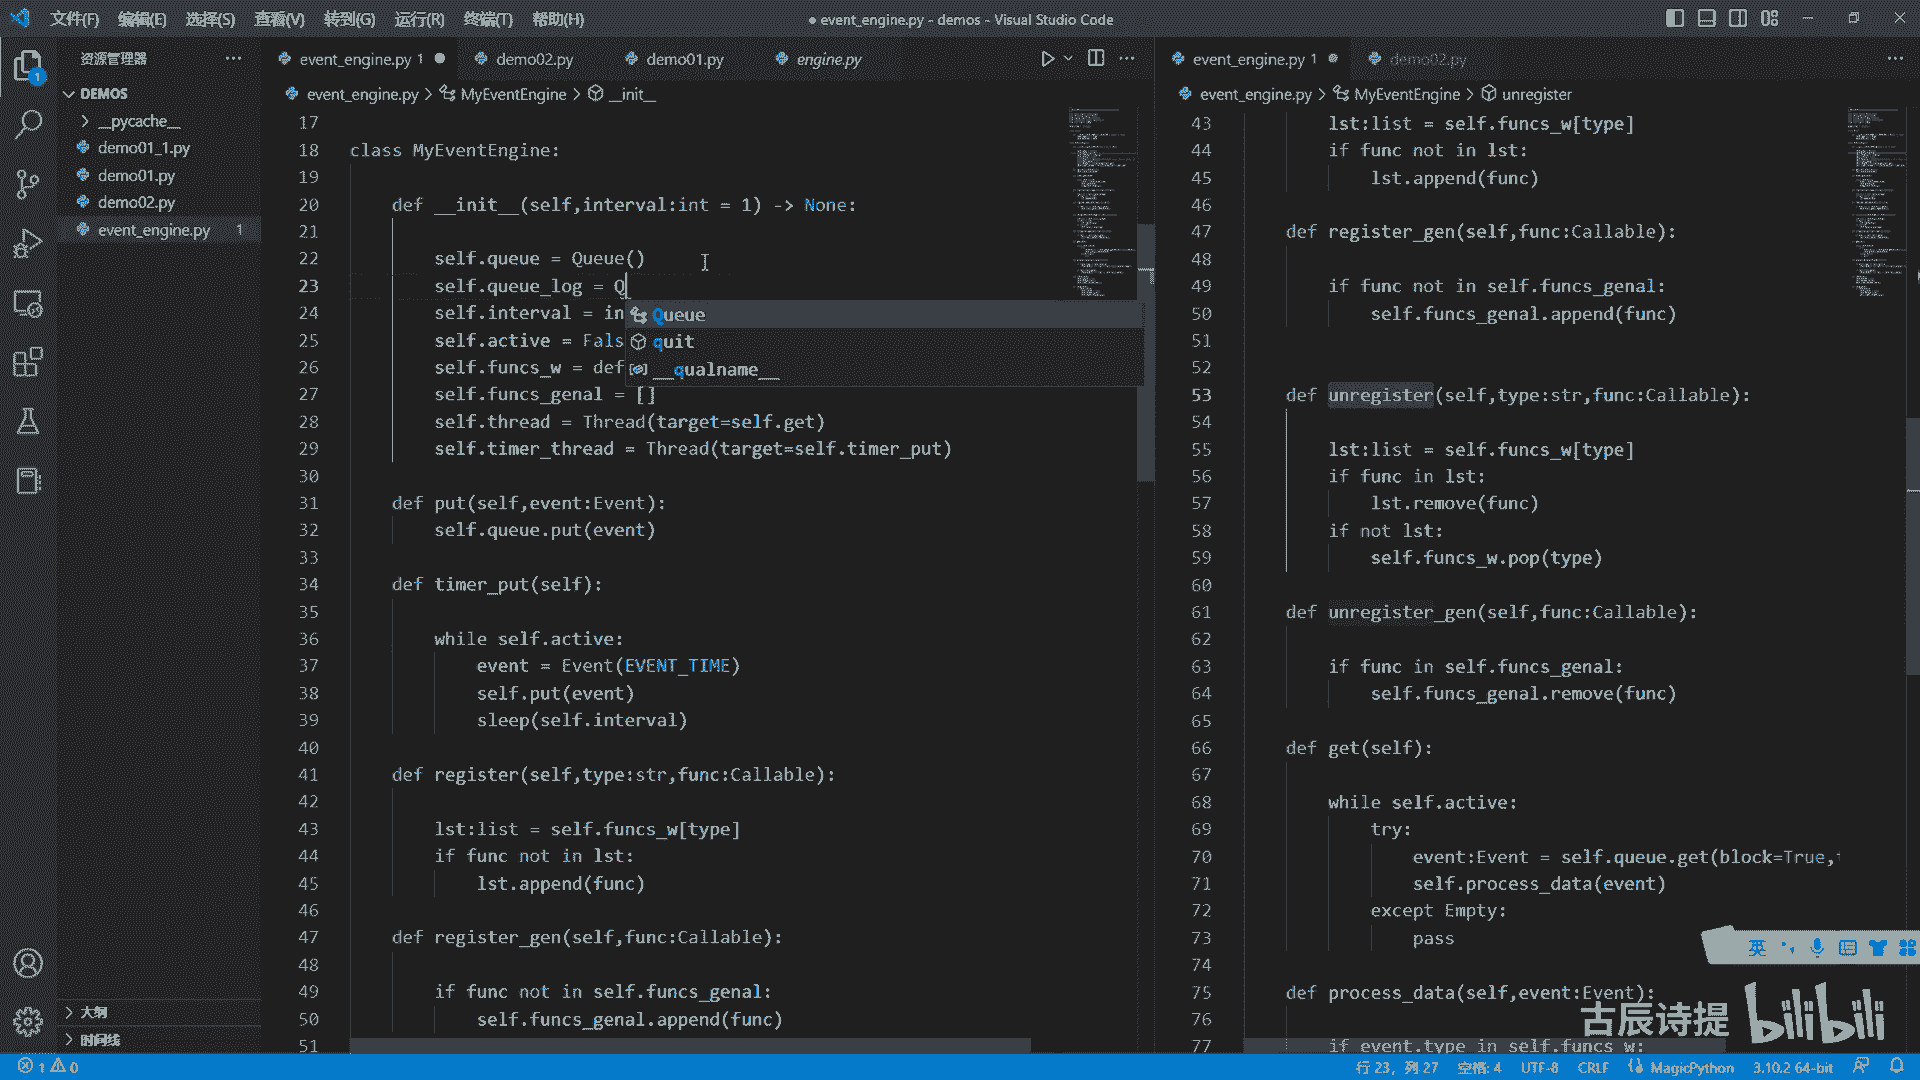 文件(F) 编辑(E) 选择(S) 查看(V) 转到(G) 运行(R) 终端(T) 帮助(H)
● event_engine.py - demos - Visual Studio Code
资源管理器
DEMOS
__pycache__
demo01_1.py
demo01.py
demo02.py
event_engine.py 1
大纲
时间线
event_engine.py 1
demo02.py
demo01.py
engine.py
event_engine.py > MyEventEngine > __init__
17
18 class MyEventEngine:
19
20 def __init__(self,interval:int = 1) -> None:
21
22 self.queue = Queue()
23 self.queue_log = Q
24 self.interval = in
25 self.active = Fals
26 self.funcs_w = def
27 self.funcs_genal = []
28 self.thread = Thread(target=self.get)
29 self.timer_thread = Thread(target=self.timer_put)
30
31 def put(self,event:Event):
32 self.queue.put(event)
33
34 def timer_put(self):
35
36 while self.active:
37 event = Event(EVENT_TIME)
38 self.put(event)
39 sleep(self.interval)
40
41 def register(self,type:str,func:Callable):
42
43 lst:list = self.funcs_w[type]
44 if func not in lst:
45 lst.append(func)
46
47 def register_gen(self,func:Callable):
48
49 if func not in self.funcs_genal:
50 self.funcs_genal.append(func)
51
Queue
quit
__qualname__
event_engine.py 1
demo02.py
event_engine.py > MyEventEngine > unregister
43 lst:list = self.funcs_w[type]
44 if func not in lst:
45 lst.append(func)
46
47 def register_gen(self,func:Callable):
48
49 if func not in self.funcs_genal:
50 self.funcs_genal.append(func)
51
52
53 def unregister(self,type:str,func:Callable):
54
55 lst:list = self.funcs_w[type]
56 if func in lst:
57 lst.remove(func)
58 if not lst:
59 self.funcs_w.pop(type)
60
61 def unregister_gen(self,func:Callable):
62
63 if func in self.funcs_genal:
64 self.funcs_genal.remove(func)
65
66 def get(self):
67
68 while self.active:
69 try:
70 event:Event = self.queue.get(block=True,
71 self.process_data(event)
72 except Empty:
73 pass
74
75 def process_data(self,event:Event):
76
77 if event.type in self.funcs_w:
英
古辰诗提 bilibili
1 0
行 23，列 27 空格: 4 UTF-8 CRLF MagicPython 3.10.2 64-bit